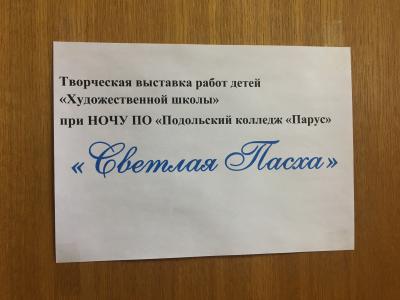 Творческая выставка работ детей
«Художественной школы»
при НОЧУ ПО «Подольский колледж «Парус»
« Светлая Пасха»